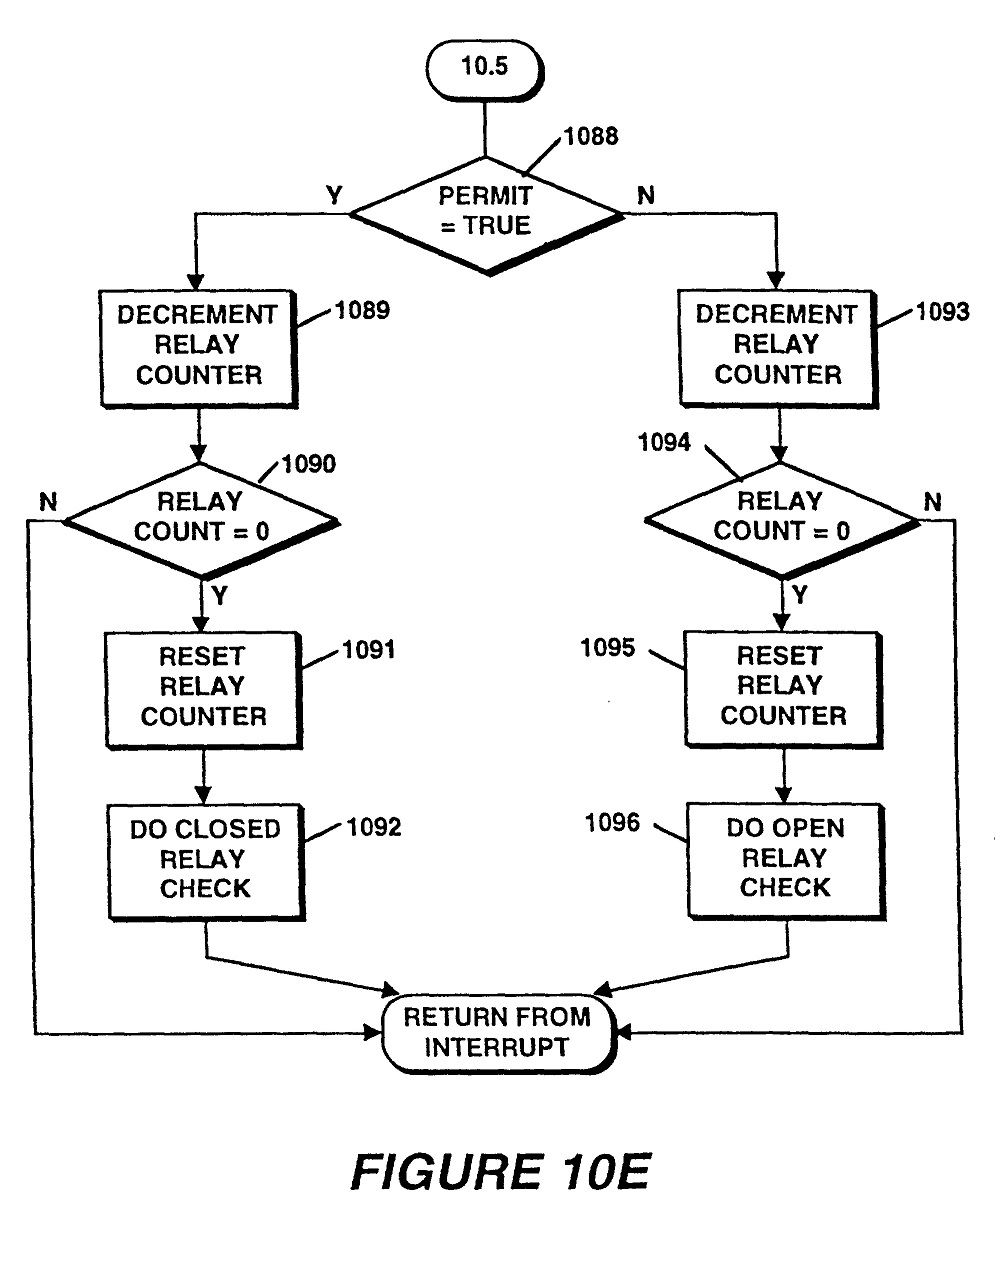 10.5
1088
PERMIT
= TRUE
Y
N
DECREMENT
RELAY
COUNTER
1089
DECREMENT
RELAY
COUNTER
1093
RELAY
COUNT = 0
1090
N
Y
RELAY
COUNT = 0
1094
N
Y
RESET
RELAY
COUNTER
1091
RESET
RELAY
COUNTER
1095
DO CLOSED
RELAY
CHECK
1092
DO OPEN
RELAY
CHECK
1096
RETURN FROM
INTERRUPT
FIGURE 10E